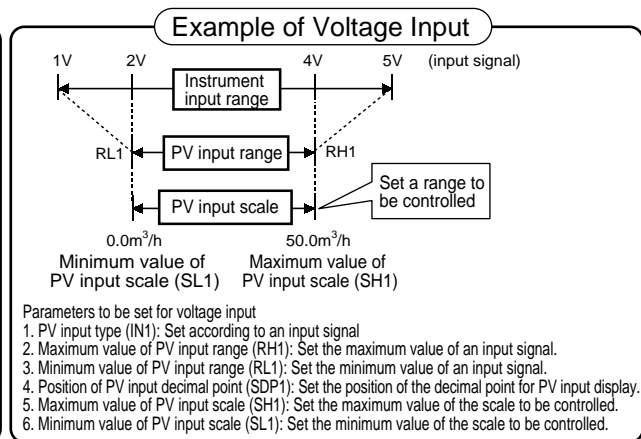 Example of Voltage Input
1V 2V 4V 5V (input signal)
Instrument
input range
RL1 PV input range RH1
PV input scale
Set a range to
be controlled
0.0m³/h 50.0m³/h
Minimum value of Maximum value of
PV input scale (SL1) PV input scale (SH1)
Parameters to be set for voltage input
1. PV input type (IN1): Set according to an input signal
2. Maximum value of PV input range (RH1): Set the maximum value of an input signal.
3. Minimum value of PV input range (RL1): Set the minimum value of an input signal.
4. Position of PV input decimal point (SDP1): Set the position of the decimal point for PV input display.
5. Maximum value of PV input scale (SH1): Set the maximum value of the scale to be controlled.
6. Minimum value of PV input scale (SL1): Set the minimum value of the scale to be controlled.